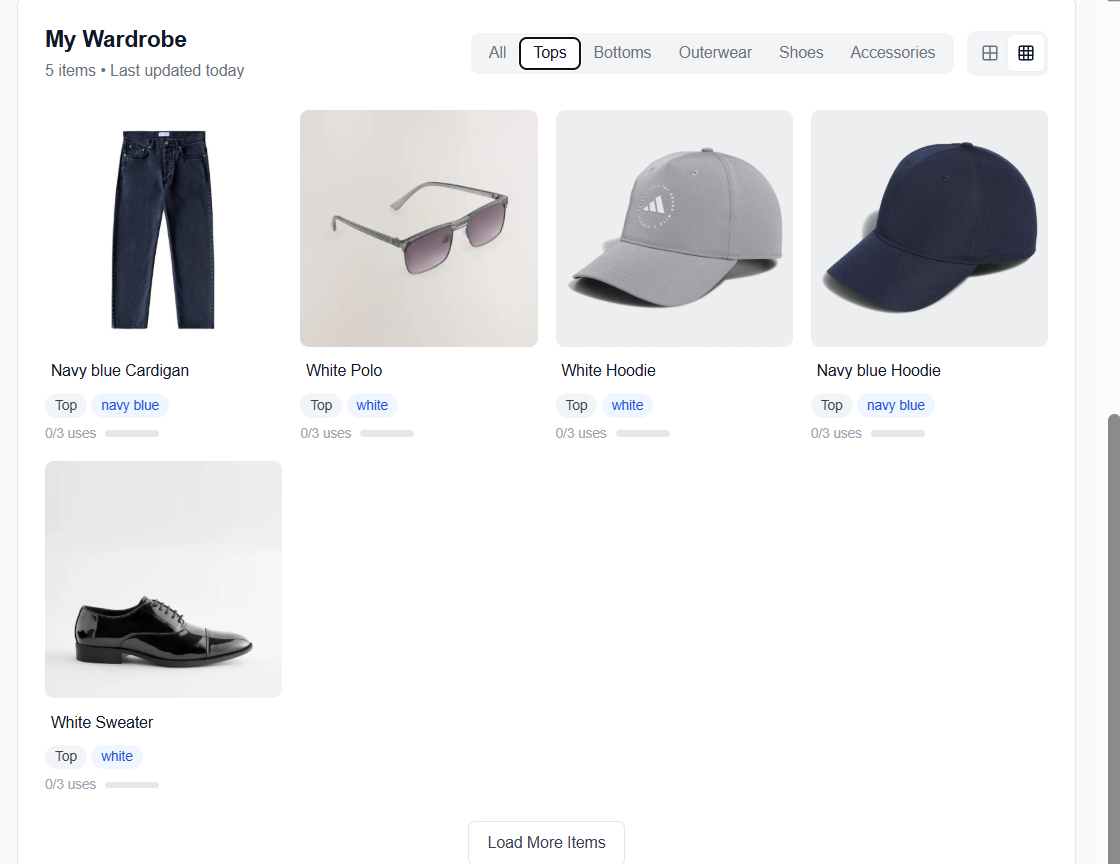 My Wardrobe
5 items • Last updated today
All Tops Bottoms Outerwear Shoes Accessories
Navy blue Cardigan
Top navy blue
0/3 uses
White Polo
Top white
0/3 uses
White Hoodie
Top white
0/3 uses
Navy blue Hoodie
Top navy blue
0/3 uses
White Sweater
Top white
0/3 uses
Load More Items